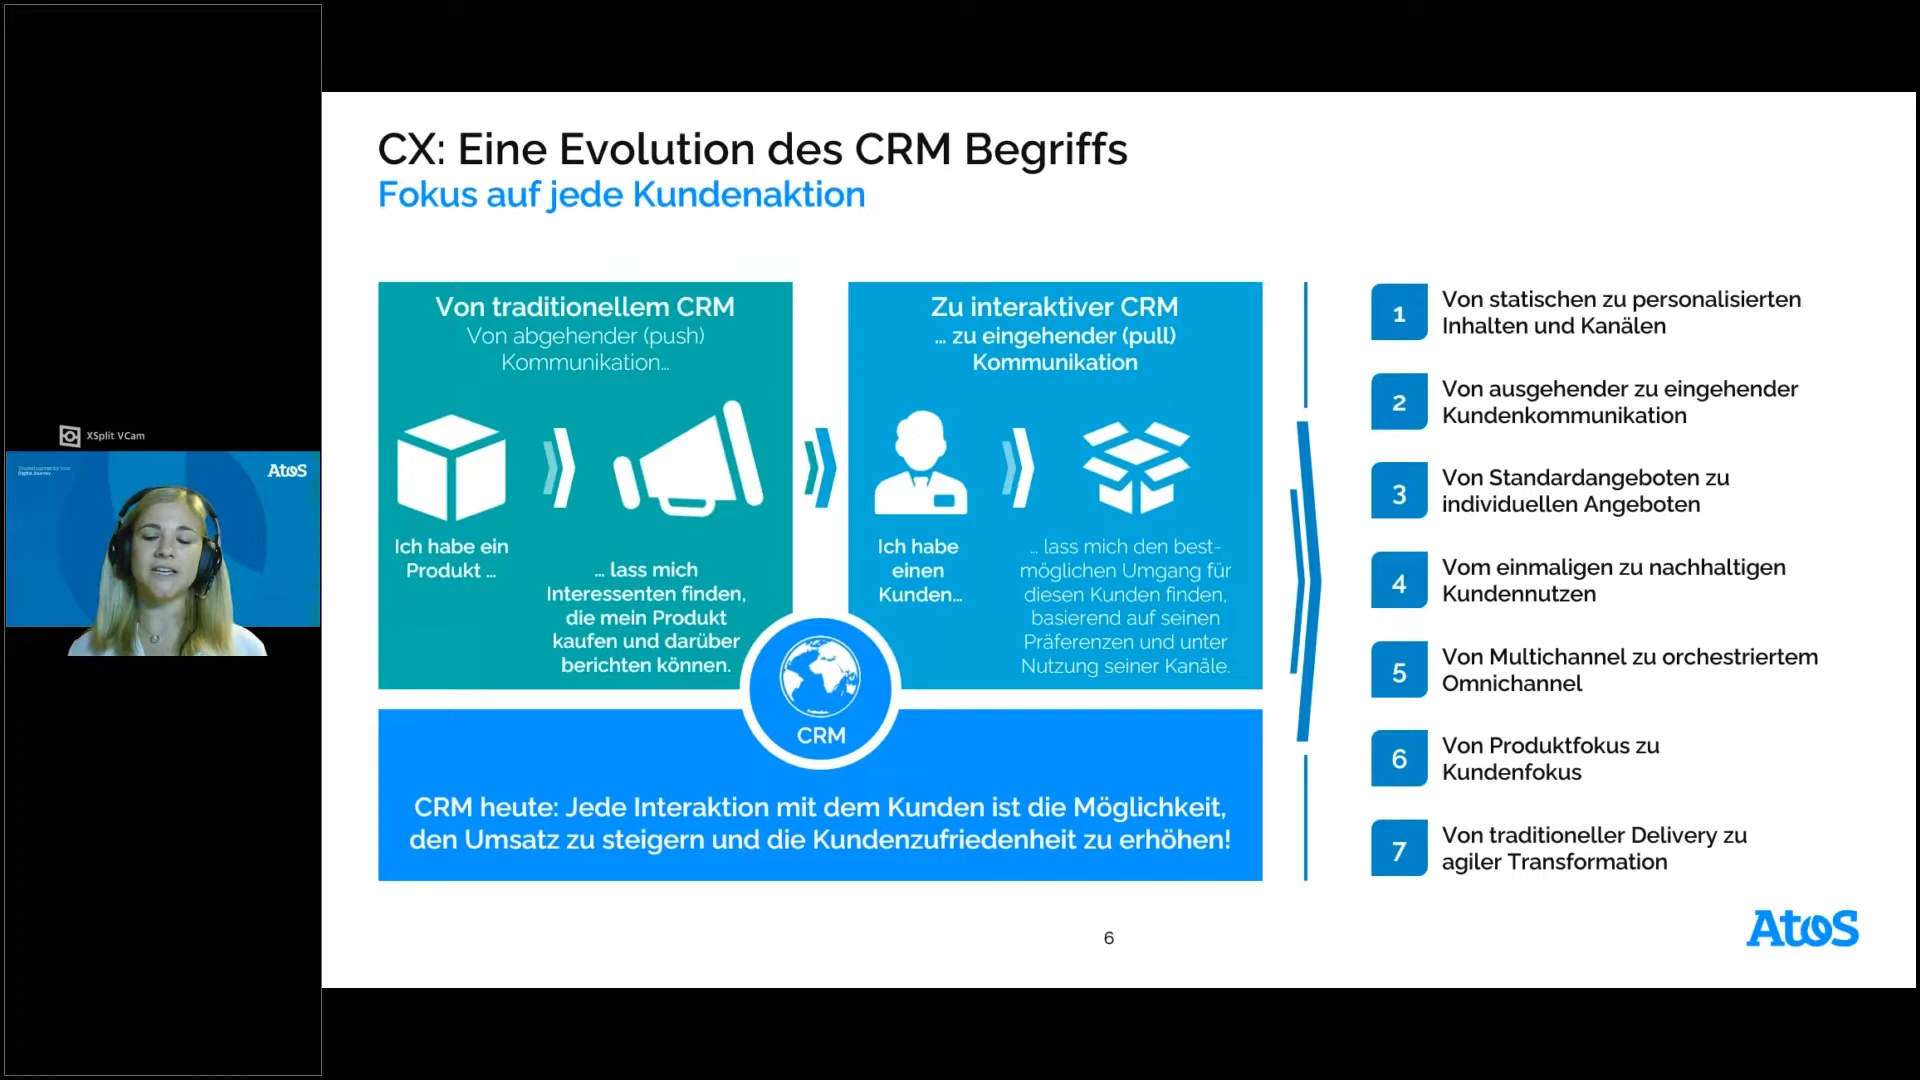 CX: Eine Evolution des CRM Begriffs
Fokus auf jede Kundenaktion
Von traditionellem CRM
Von abgehender (push)
Kommunikation...
Ich habe ein
Produkt ...
... lass mich
Interessenten finden,
die mein Produkt
kaufen und darüber
berichten können.
Zu interaktiver CRM
... zu eingehender (pull)
Kommunikation
Ich habe
einen
Kunden...
... lass mich den best-
möglichen Umgang für
diesen Kunden finden,
basierend auf seinen
Präferenzen und unter
Nutzung seiner Kanäle.
CRM
CRM heute: Jede Interaktion mit dem Kunden ist die Möglichkeit,
den Umsatz zu steigern und die Kundenzufriedenheit zu erhöhen!
1
Von statischen zu personalisierten
Inhalten und Kanälen
2
Von ausgehender zu eingehender
Kundenkommunikation
3
Von Standardangeboten zu
individuellen Angeboten
4
Vom einmaligen zu nachhaltigen
Kundennutzen
5
Von Multichannel zu orchestriertem
Omnichannel
6
Von Produktfokus zu
Kundenfokus
7
Von traditioneller Delivery zu
agiler Transformation
6
Atos
XSplit VCam
Digital Journey
Atos